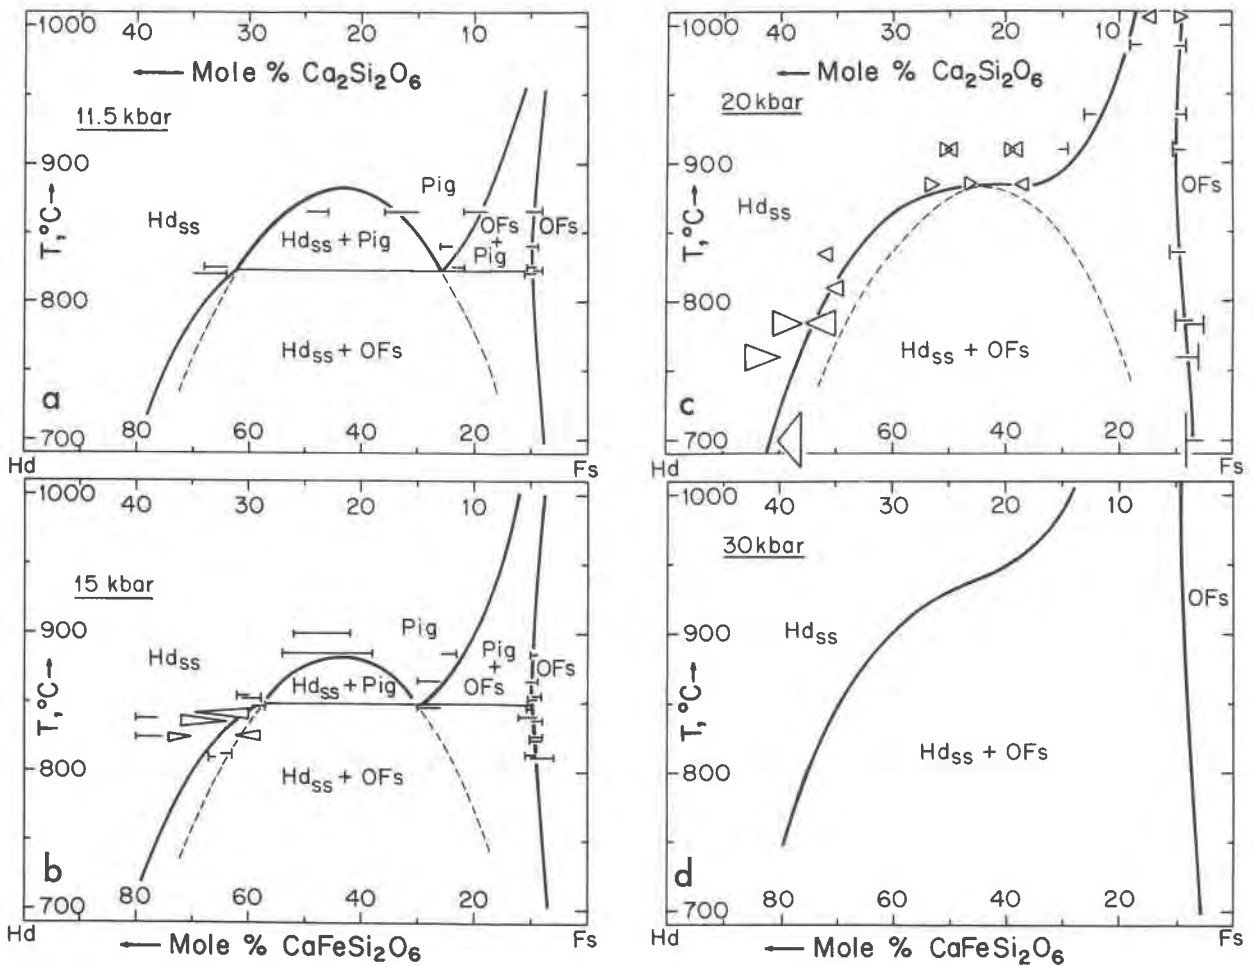 1000 40 30 20 10
← Mole % Ca₂Si₂O₆
11.5 kbar
900
T, °C→
Pig
Hdss
Hdss + Pig
OFs + Pig
OFs
800
Hdss + OFs
a
700 80 60 40 20
Hd Fs
1000 40 30 20 10
15 kbar
900
T, °C→
Pig
Hdss
Pig + OFs
OFs
Hdss + Pig
800
Hdss + OFs
b
80 60 40 20
700
Hd Fs
← Mole % CaFeSi₂O₆
1000 40 30 20 10
← Mole % Ca₂Si₂O₆
20 kbar
900
T, °C→
Hdss
OFs
800
Hdss + OFs
c
700 60 40 20
Hd Fs
1000 40 30 20 10
30 kbar
900
T, °C→
Hdss
OFs
Hdss + OFs
800
d
700 80 60 40 20
Hd Fs
← Mole % CaFeSi₂O₆